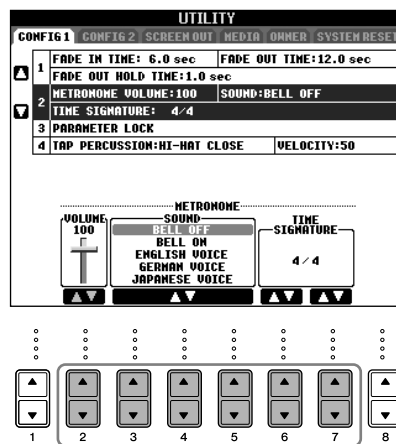 UTILITY
CONFIG 1 CONFIG 2 SCREEN OUT MEDIA OWNER SYSTEM RESET
1 FADE IN TIME: 6.0 sec FADE OUT TIME:12.0 sec
FADE OUT HOLD TIME:1.0 sec
2 METRONOME VOLUME:100 SOUND:BELL OFF
TIME SIGNATURE: 4/4
3 PARAMETER LOCK
4 TAP PERCUSSION:HI-HAT CLOSE VELOCITY:50
METRONOME
VOLUME SOUND TIME SIGNATURE
100 BELL OFF
BELL ON
ENGLISH VOICE 4/4
GERMAN VOICE
JAPANESE VOICE
1 2 3 4 5 6 7 8